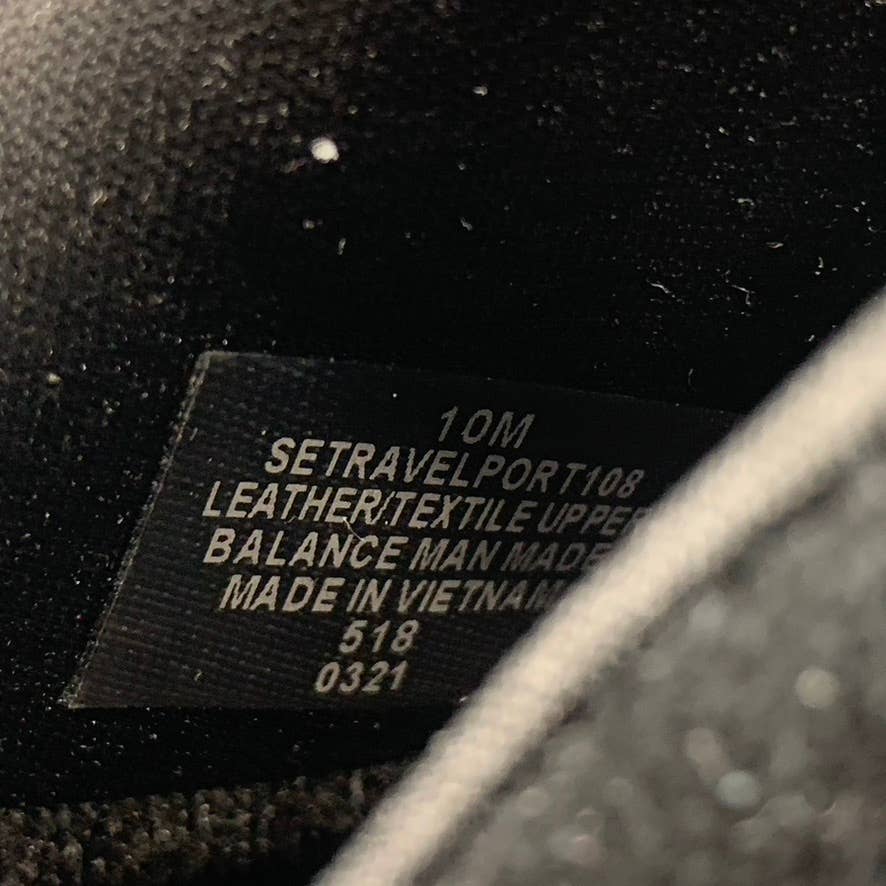 10M
SETRAVELPORT108
LEATHER/TEXTILE UPPER
BALANCE MAN MADE
MADE IN VIETNAM
518
0321